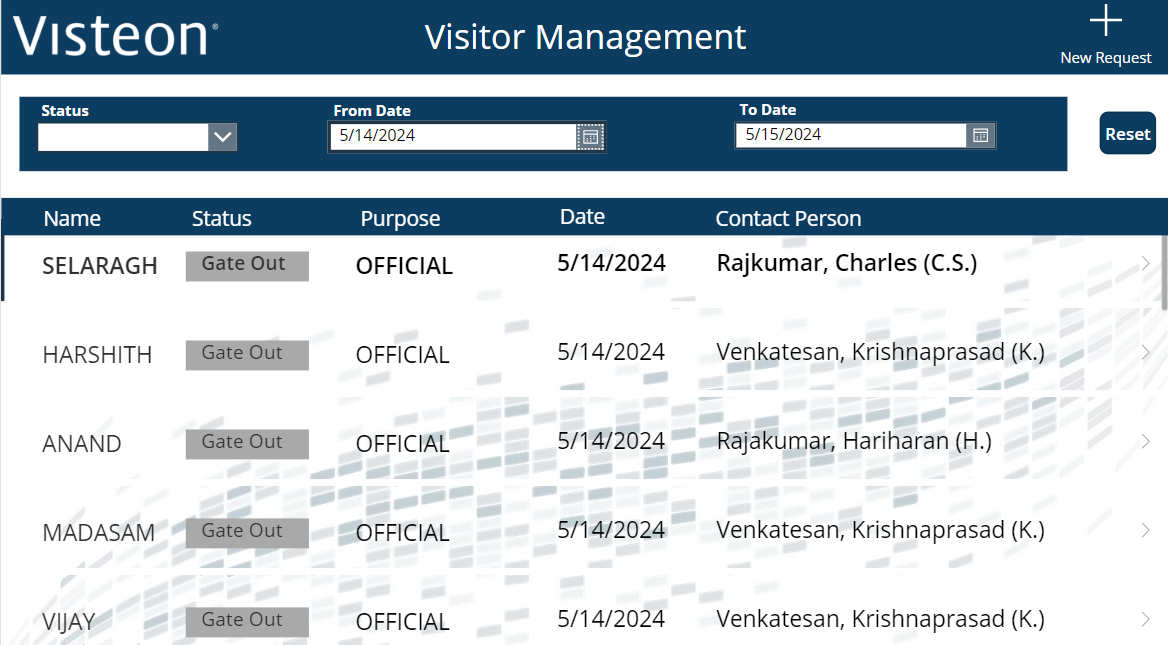 Visteon®
Visitor Management
New Request
Status From Date To Date
5/14/2024 5/15/2024
Reset
Name Status Purpose Date Contact Person
SELARAGH Gate Out OFFICIAL 5/14/2024 Rajkumar, Charles (C.S.)
HARSHITH Gate Out OFFICIAL 5/14/2024 Venkatesan, Krishnaprasad (K.)
ANAND Gate Out OFFICIAL 5/14/2024 Rajakumar, Hariharan (H.)
MADASAM Gate Out OFFICIAL 5/14/2024 Venkatesan, Krishnaprasad (K.)
VIJAY Gate Out OFFICIAL 5/14/2024 Venkatesan, Krishnaprasad (K.)